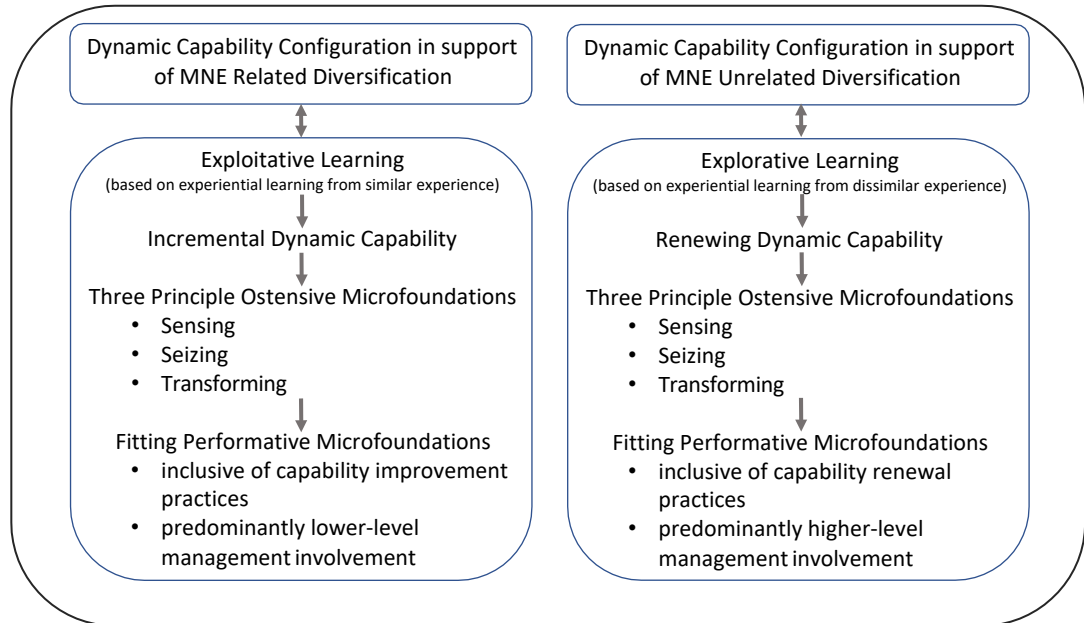 Dynamic Capability Configuration in support
of MNE Related Diversification
Exploitative Learning
(based on experiential learning from similar experience)
Incremental Dynamic Capability
Three Principle Ostensive Microfoundations
• Sensing
• Seizing
• Transforming
Fitting Performative Microfoundations
• inclusive of capability improvement
practices
• predominantly lower-level
management involvement
Dynamic Capability Configuration in support
of MNE Unrelated Diversification
Explorative Learning
(based on experiential learning from dissimilar experience)
Renewing Dynamic Capability
Three Principle Ostensive Microfoundations
• Sensing
• Seizing
• Transforming
Fitting Performative Microfoundations
• inclusive of capability renewal
practices
• predominantly higher-level
management involvement